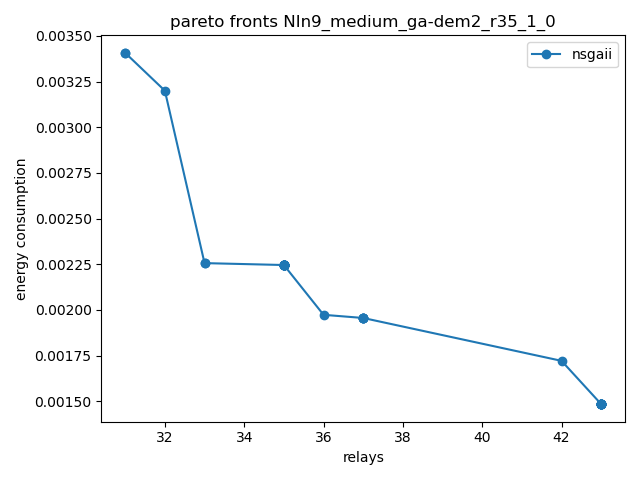 pareto fronts NIn9_medium_ga-dem2_r35_1_0
nsgaii
0.00350
0.00325
0.00300
0.00275
0.00250
0.00225
0.00200
0.00175
0.00150
energy consumption
32 34 36 38 40 42
relays